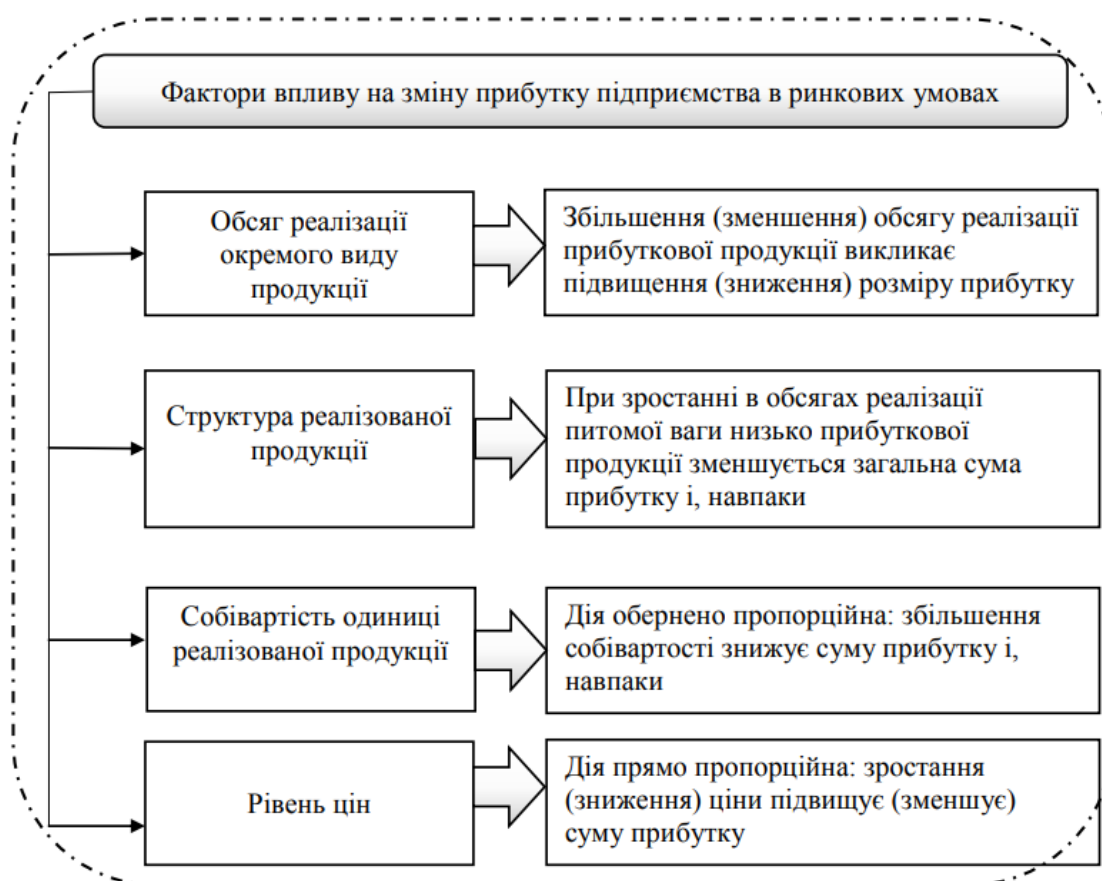 Фактори впливу на зміну прибутку підприємства в ринкових умовах
Обсяг реалізації
окремого виду
продукції
Збільшення (зменшення) обсягу реалізації
прибуткової продукції викликає
підвищення (зниження) розміру прибутку
Структура реалізованої
продукції
При зростанні в обсягах реалізації
питомої ваги низько прибуткової
продукції зменшується загальна сума
прибутку і, навпаки
Собівартість одиниці
реалізованої продукції
Дія обернено пропорційна: збільшення
собівартості знижує суму прибутку і,
навпаки
Рівень цін
Дія прямо пропорційна: зростання
(зниження) ціни підвищує (зменшує)
суму прибутку